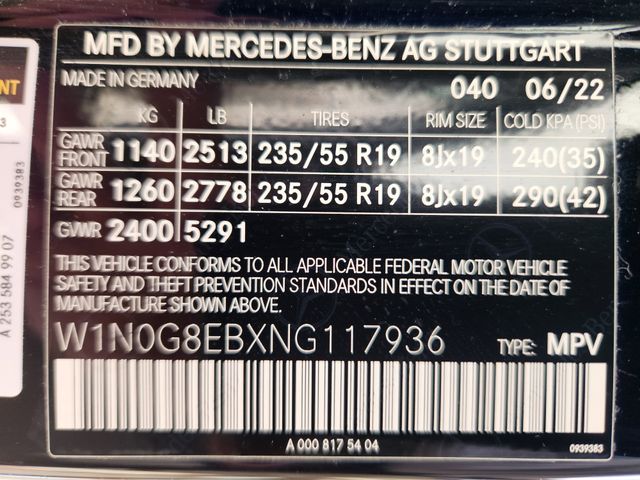 MFD BY MERCEDES-BENZ AG STUTTGART
MADE IN GERMANY 040 06/22
KG LB TIRES RIM SIZE COLD KPA (PSI)
GAWR FRONT 1140 2513 235/55 R19 8Jx19 240(35)
GAWR REAR 1260 2778 235/55 R19 8Jx19 290(42)
GVWR 2400 5291
THIS VEHICLE CONFORMS TO ALL APPLICABLE FEDERAL MOTOR VEHICLE
SAFETY AND THEFT PREVENTION STANDARDS IN EFFECT ON THE DATE OF
MANUFACTURE SHOWN ABOVE.
W1N0G8EBXNG117936 TYPE: MPV
A 000 817 54 04
0939383
A 253 584 99 07
0939383